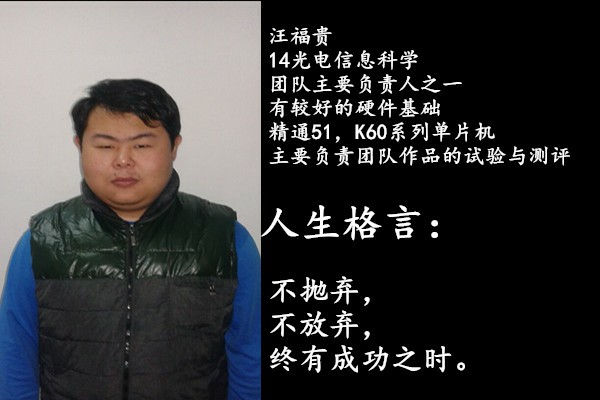 汪福贵
14光电信息科学
团队主要负责人之一
有较好的硬件基础
精通51，K60系列单片机
主要负责团队作品的试验与测评
人生格言：
不抛弃，
不放弃，
终有成功之时。